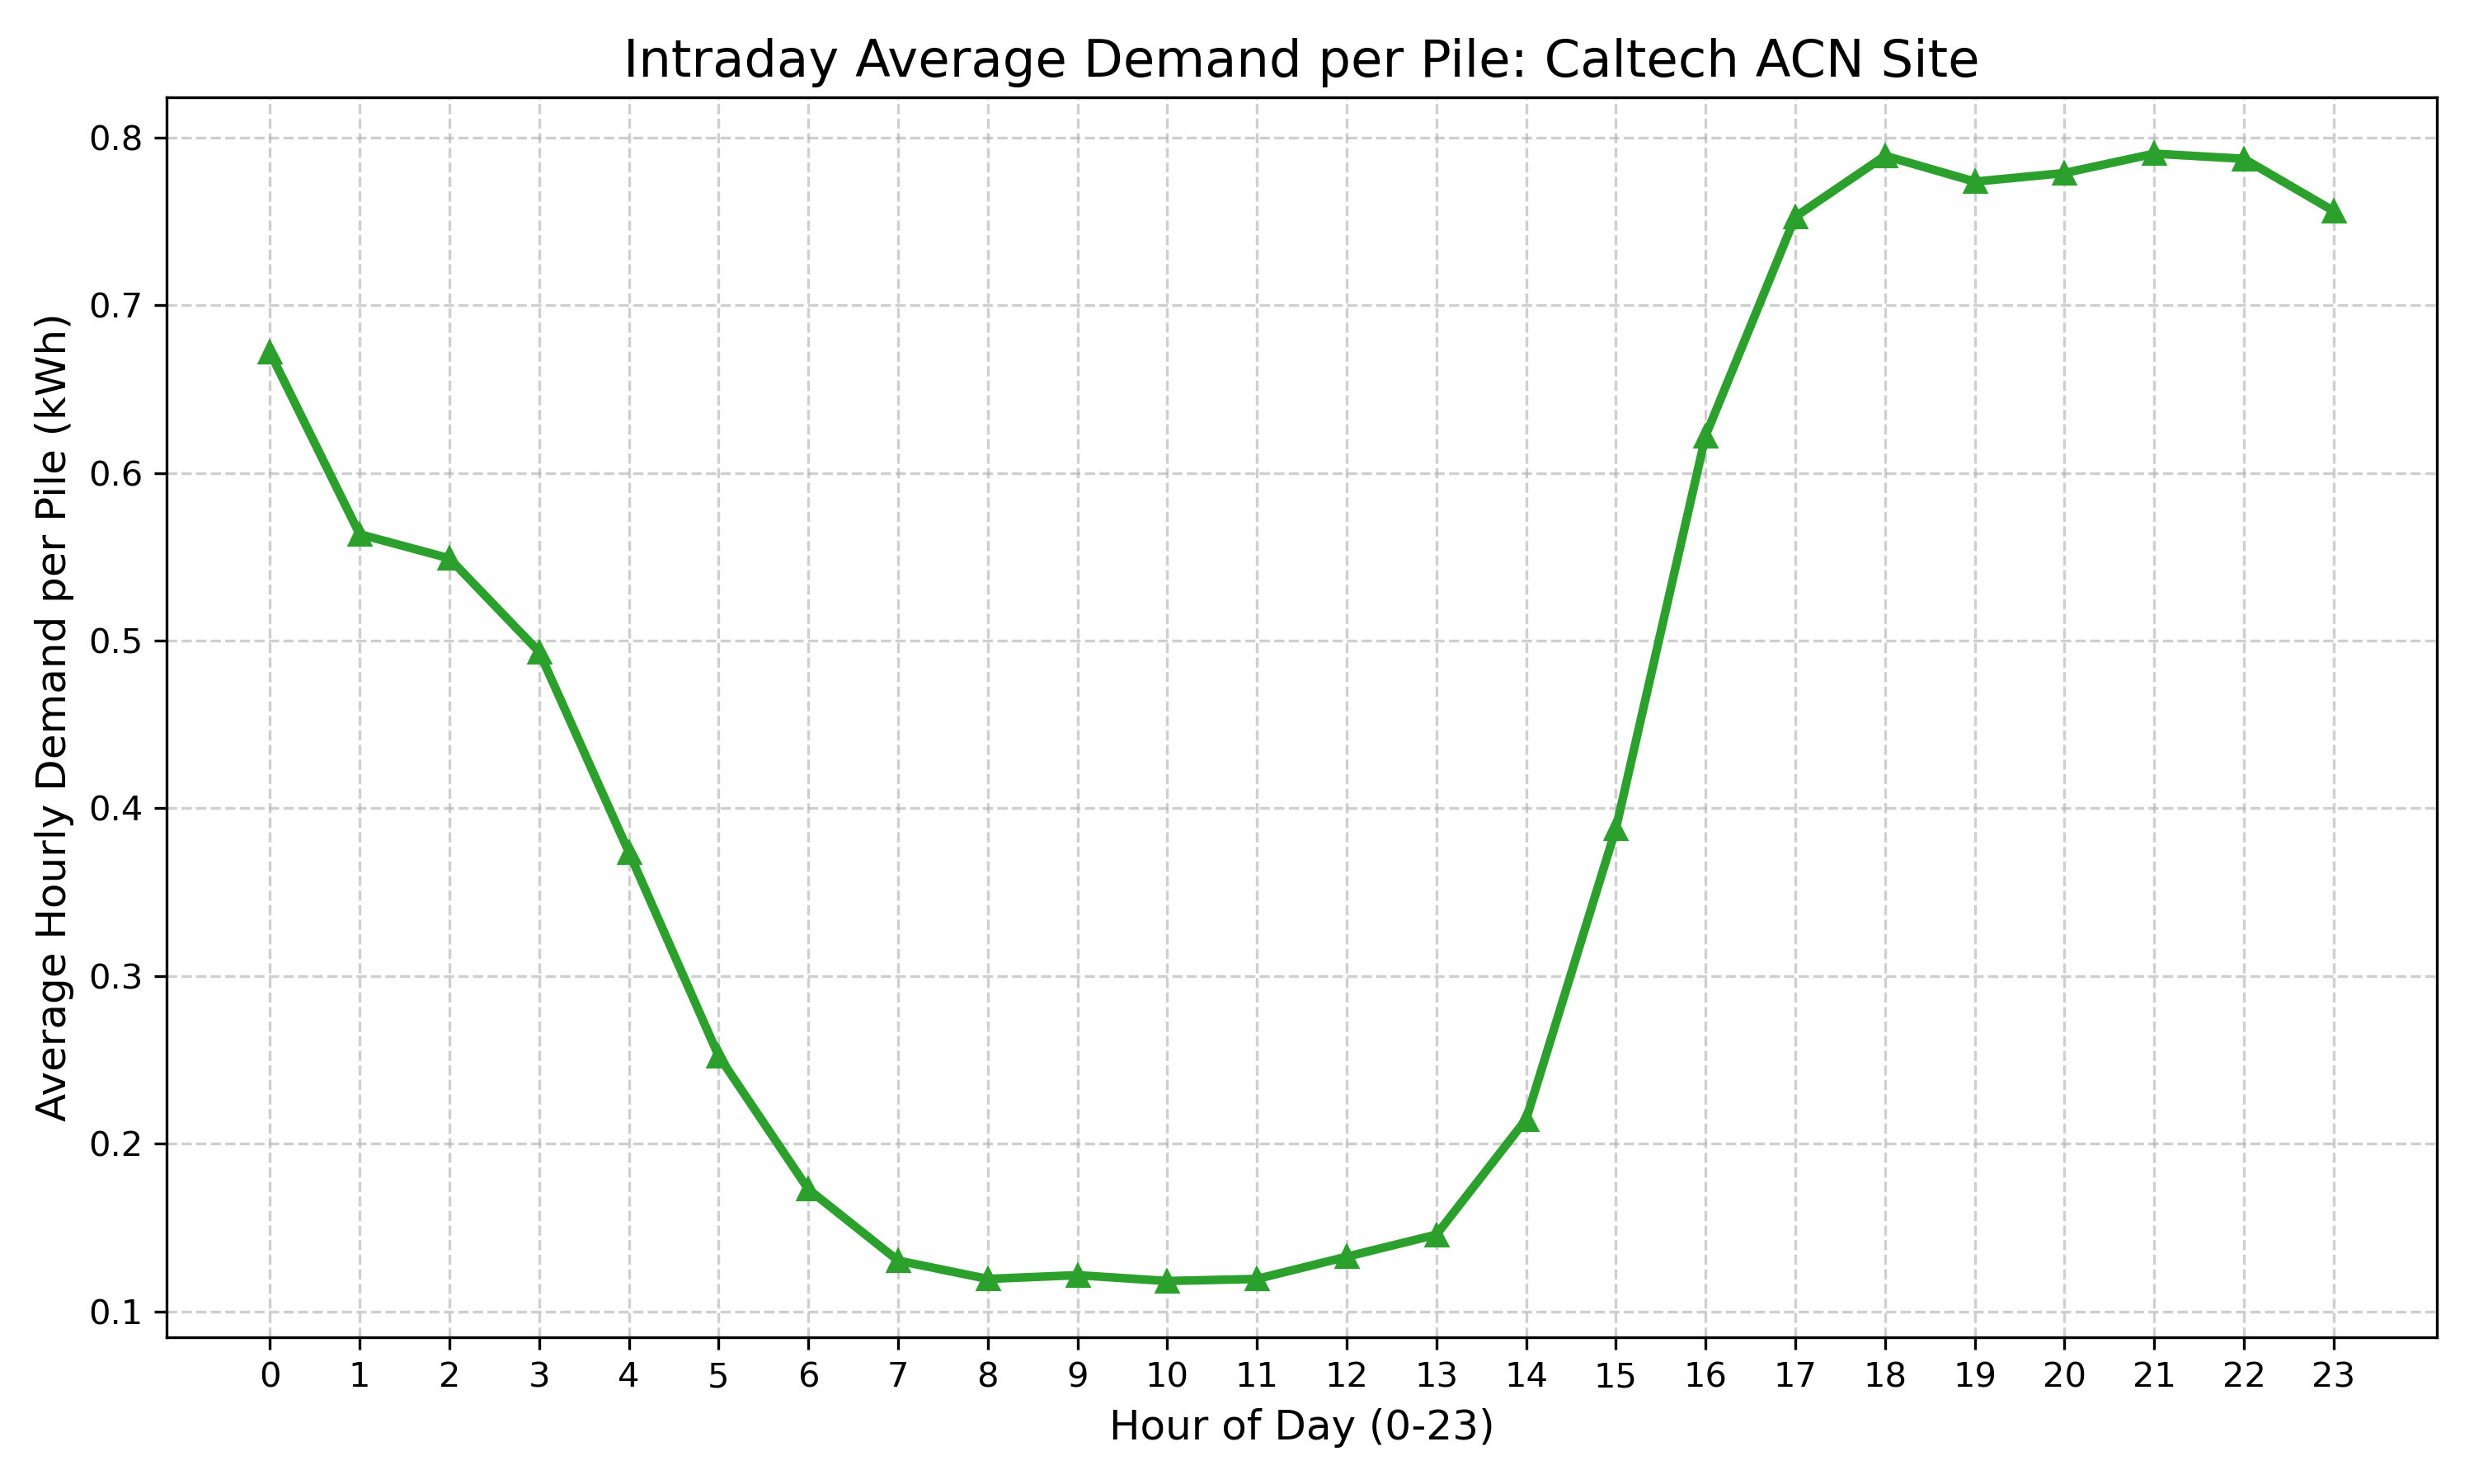 Intraday Average Demand per Pile: Caltech ACN Site
Average Hourly Demand per Pile (kWh)
0.8
0.7
0.6
0.5
0.4
0.3
0.2
0.1
0 1 2 3 4 5 6 7 8 9 10 11 12 13 14 15 16 17 18 19 20 21 22 23
Hour of Day (0-23)